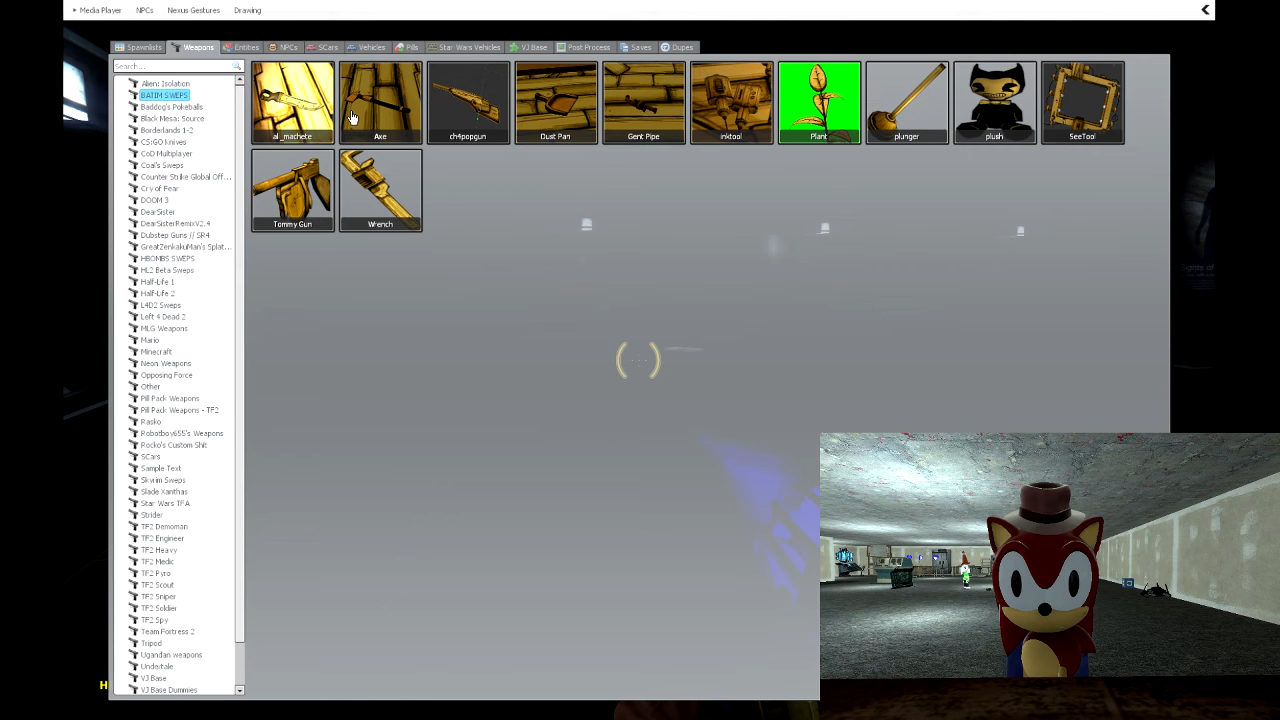 Media Player NPCs Nexus Gestures Drawing
Spawnlists Weapons Entities NPCs SCars Vehicles Pills Star Wars Vehicles VJ Base Post Process Saves Dupes
Search...
Alien: Isolation
BATIM SWEPS
Baddog's Pokeballs
Black Mesa: Source
Borderlands 1-2
CS:GO Knives
CoD Multiplayer
Coal's Sweps
Counter Strike Global Off...
Cry of Fear
DOOM 3
DearSister
DearSisterRemixV2.4
Dubstep Guns // SR4
GreatZenkakuMan's Splat...
HBOMBS SWEPS
HL2 Beta Sweps
Half-Life 1
Half-Life 2
L4D2 Sweps
Left 4 Dead 2
MLG Weapons
Mario
Minecraft
Neon Weapons
Opposing Force
Other
Pill Pack Weapons
Pill Pack Weapons - TF2
Rasko
Robotboy655's Weapons
Rocko's Custom Shit
SCars
Sample Text
Skyrim Sweps
Slade Xanthas
Star Wars TFA
Strider
TF2 Demoman
TF2 Engineer
TF2 Heavy
TF2 Medic
TF2 Pyro
TF2 Scout
TF2 Sniper
TF2 Soldier
TF2 Spy
Team Fortress 2
Tripod
Ugandan weapons
Undertale
VJ Base
VJ Base Dummies
al_machete Axe ch4popgun Dust Pan Gent Pipe inktool Plant plunger plush SeeTool
Tommy Gun Wrench
H